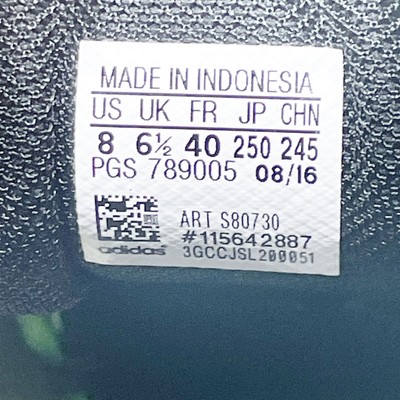 MADE IN INDONESIA
US UK FR JP CHN
8 6½ 40 250 245
PGS 789005 08/16
ART S80730
#115642887
adidas 3GCCJSL200051